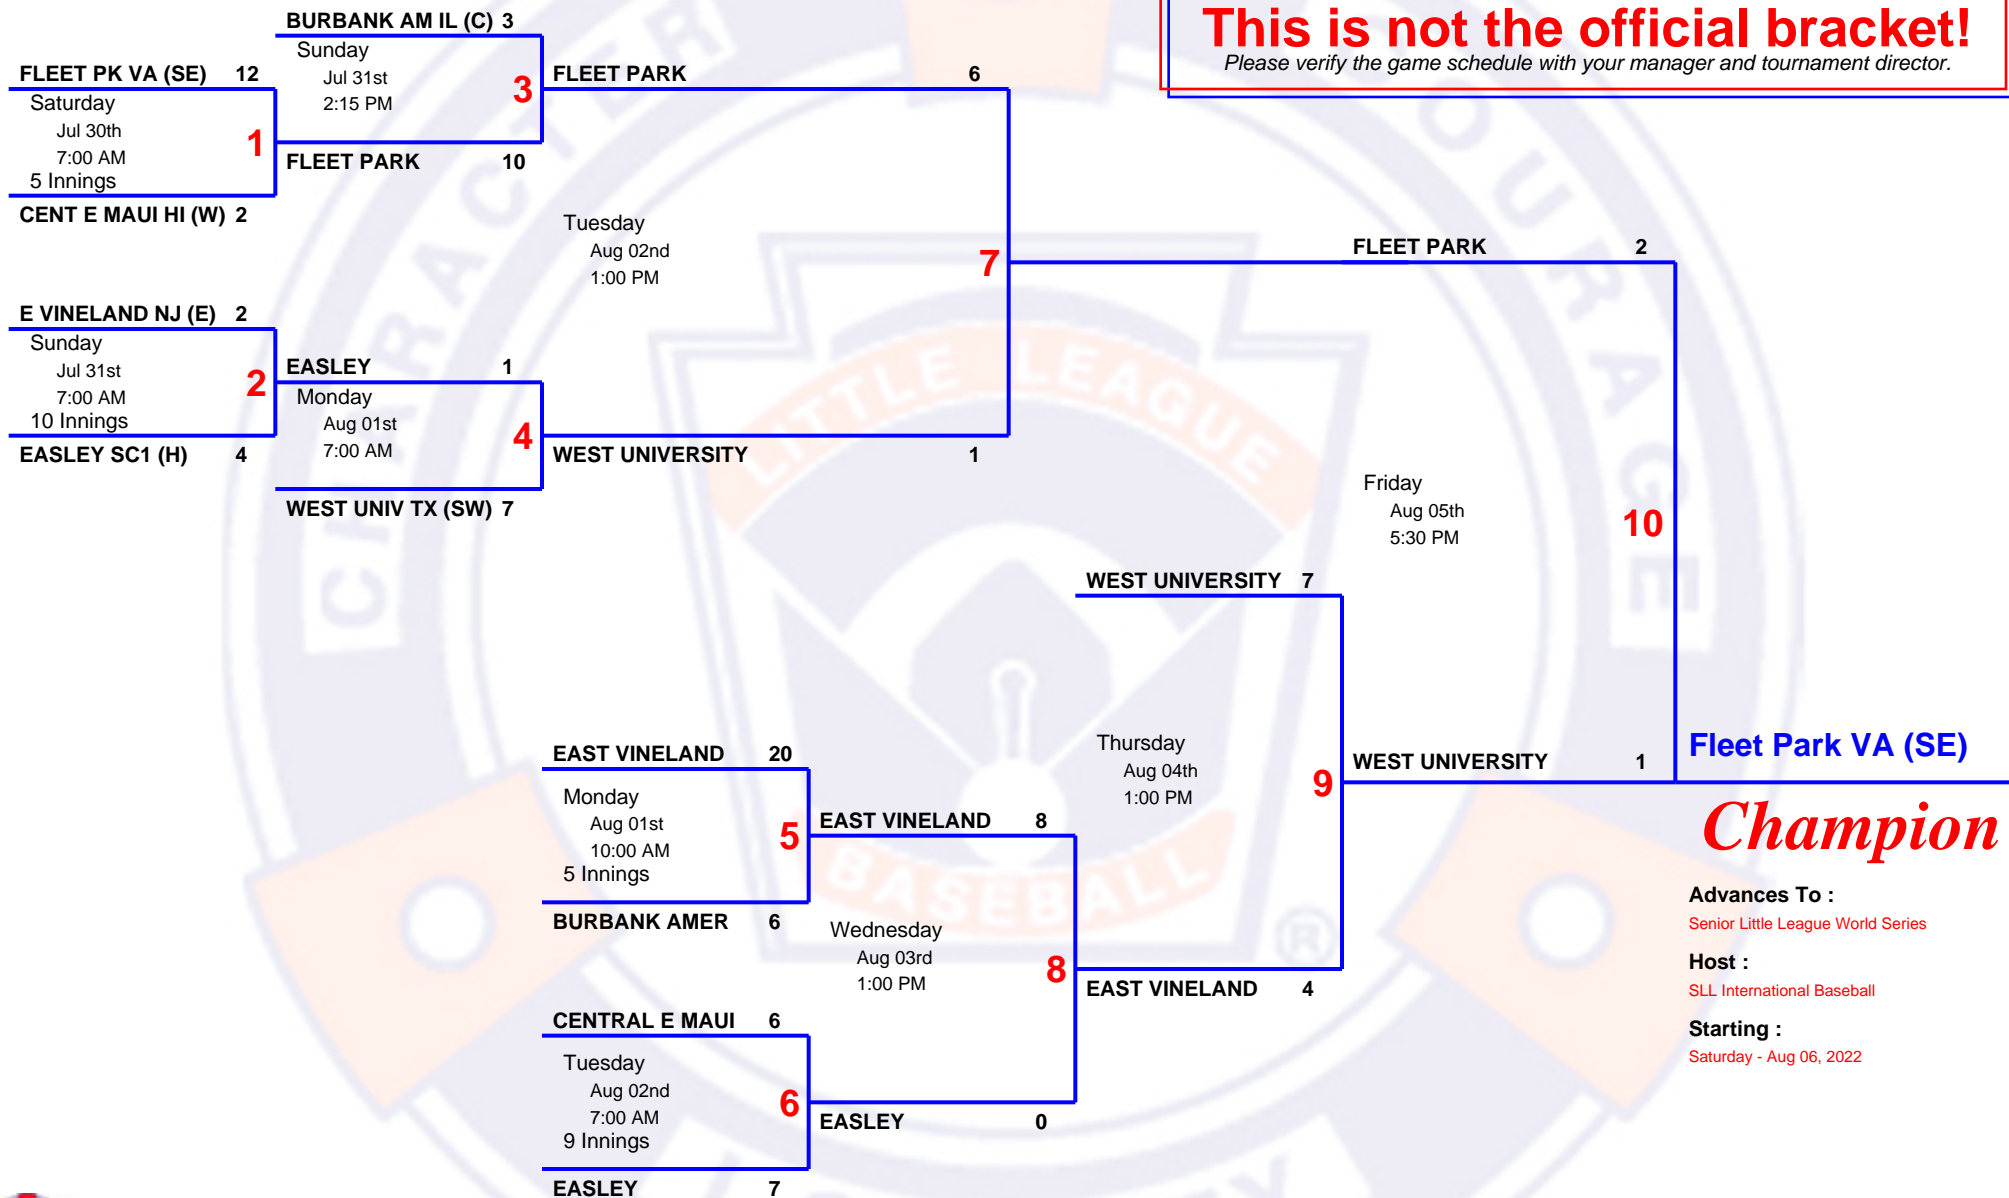 This is not the official bracket!
Please verify the game schedule with your manager and tournament director.
BURBANK AM IL (C) 3
Sunday
Jul 31st
2:15 PM
3
FLEET PARK 10
FLEET PK VA (SE) 12
Saturday
Jul 30th
7:00 AM
5 Innings
1
CENT E MAUI HI (W) 2
FLEET PARK 6
Tuesday
Aug 02nd
1:00 PM
7
WEST UNIVERSITY 1
E VINELAND NJ (E) 2
Sunday
Jul 31st
7:00 AM
10 Innings
2
EASLEY SC1 (H) 4
EASLEY 1
Monday
Aug 01st
7:00 AM
4
WEST UNIV TX (SW) 7
FLEET PARK 2
Friday
Aug 05th
5:30 PM
10
WEST UNIVERSITY 1
WEST UNIVERSITY 7
Thursday
Aug 04th
1:00 PM
9
EAST VINELAND 4
EAST VINELAND 20
Monday
Aug 01st
10:00 AM
5 Innings
5
BURBANK AMER 6
EAST VINELAND 8
Wednesday
Aug 03rd
1:00 PM
8
EASLEY 0
CENTRAL E MAUI 6
Tuesday
Aug 02nd
7:00 AM
9 Innings
6
EASLEY 7
Fleet Park VA (SE)
Champion
Advances To :
Senior Little League World Series
Host :
SLL International Baseball
Starting :
Saturday - Aug 06, 2022
CHARACTER
COURAGE
LITTLE LEAGUE
BASEBALL
®